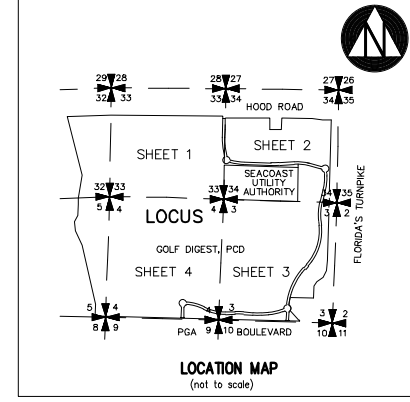 N
29 28
32 33
28 27
33 34
27 26
34 35
HOOD ROAD
SHEET 1
SHEET 2
SEACOAST
UTILITY
AUTHORITY
32 33
5 4
33 34
4 3
35
3 2
LOCUS
FLORIDA'S TURNPIKE
GOLF DIGEST, PCD
SHEET 4
SHEET 3
5 4
8 9
4 3
9 10
3 2
10 11
PGA BOULEVARD
LOCATION MAP
(not to scale)